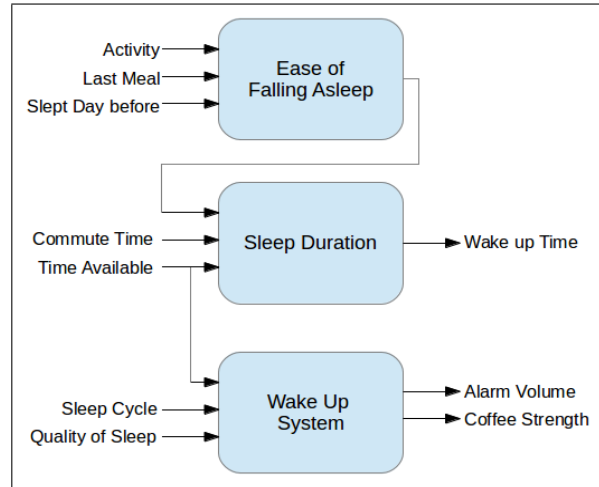 Activity
Last Meal
Slept Day before
Ease of
Falling Asleep
Commute Time
Time Available
Sleep Duration
Wake up Time
Sleep Cycle
Quality of Sleep
Wake Up
System
Alarm Volume
Coffee Strength